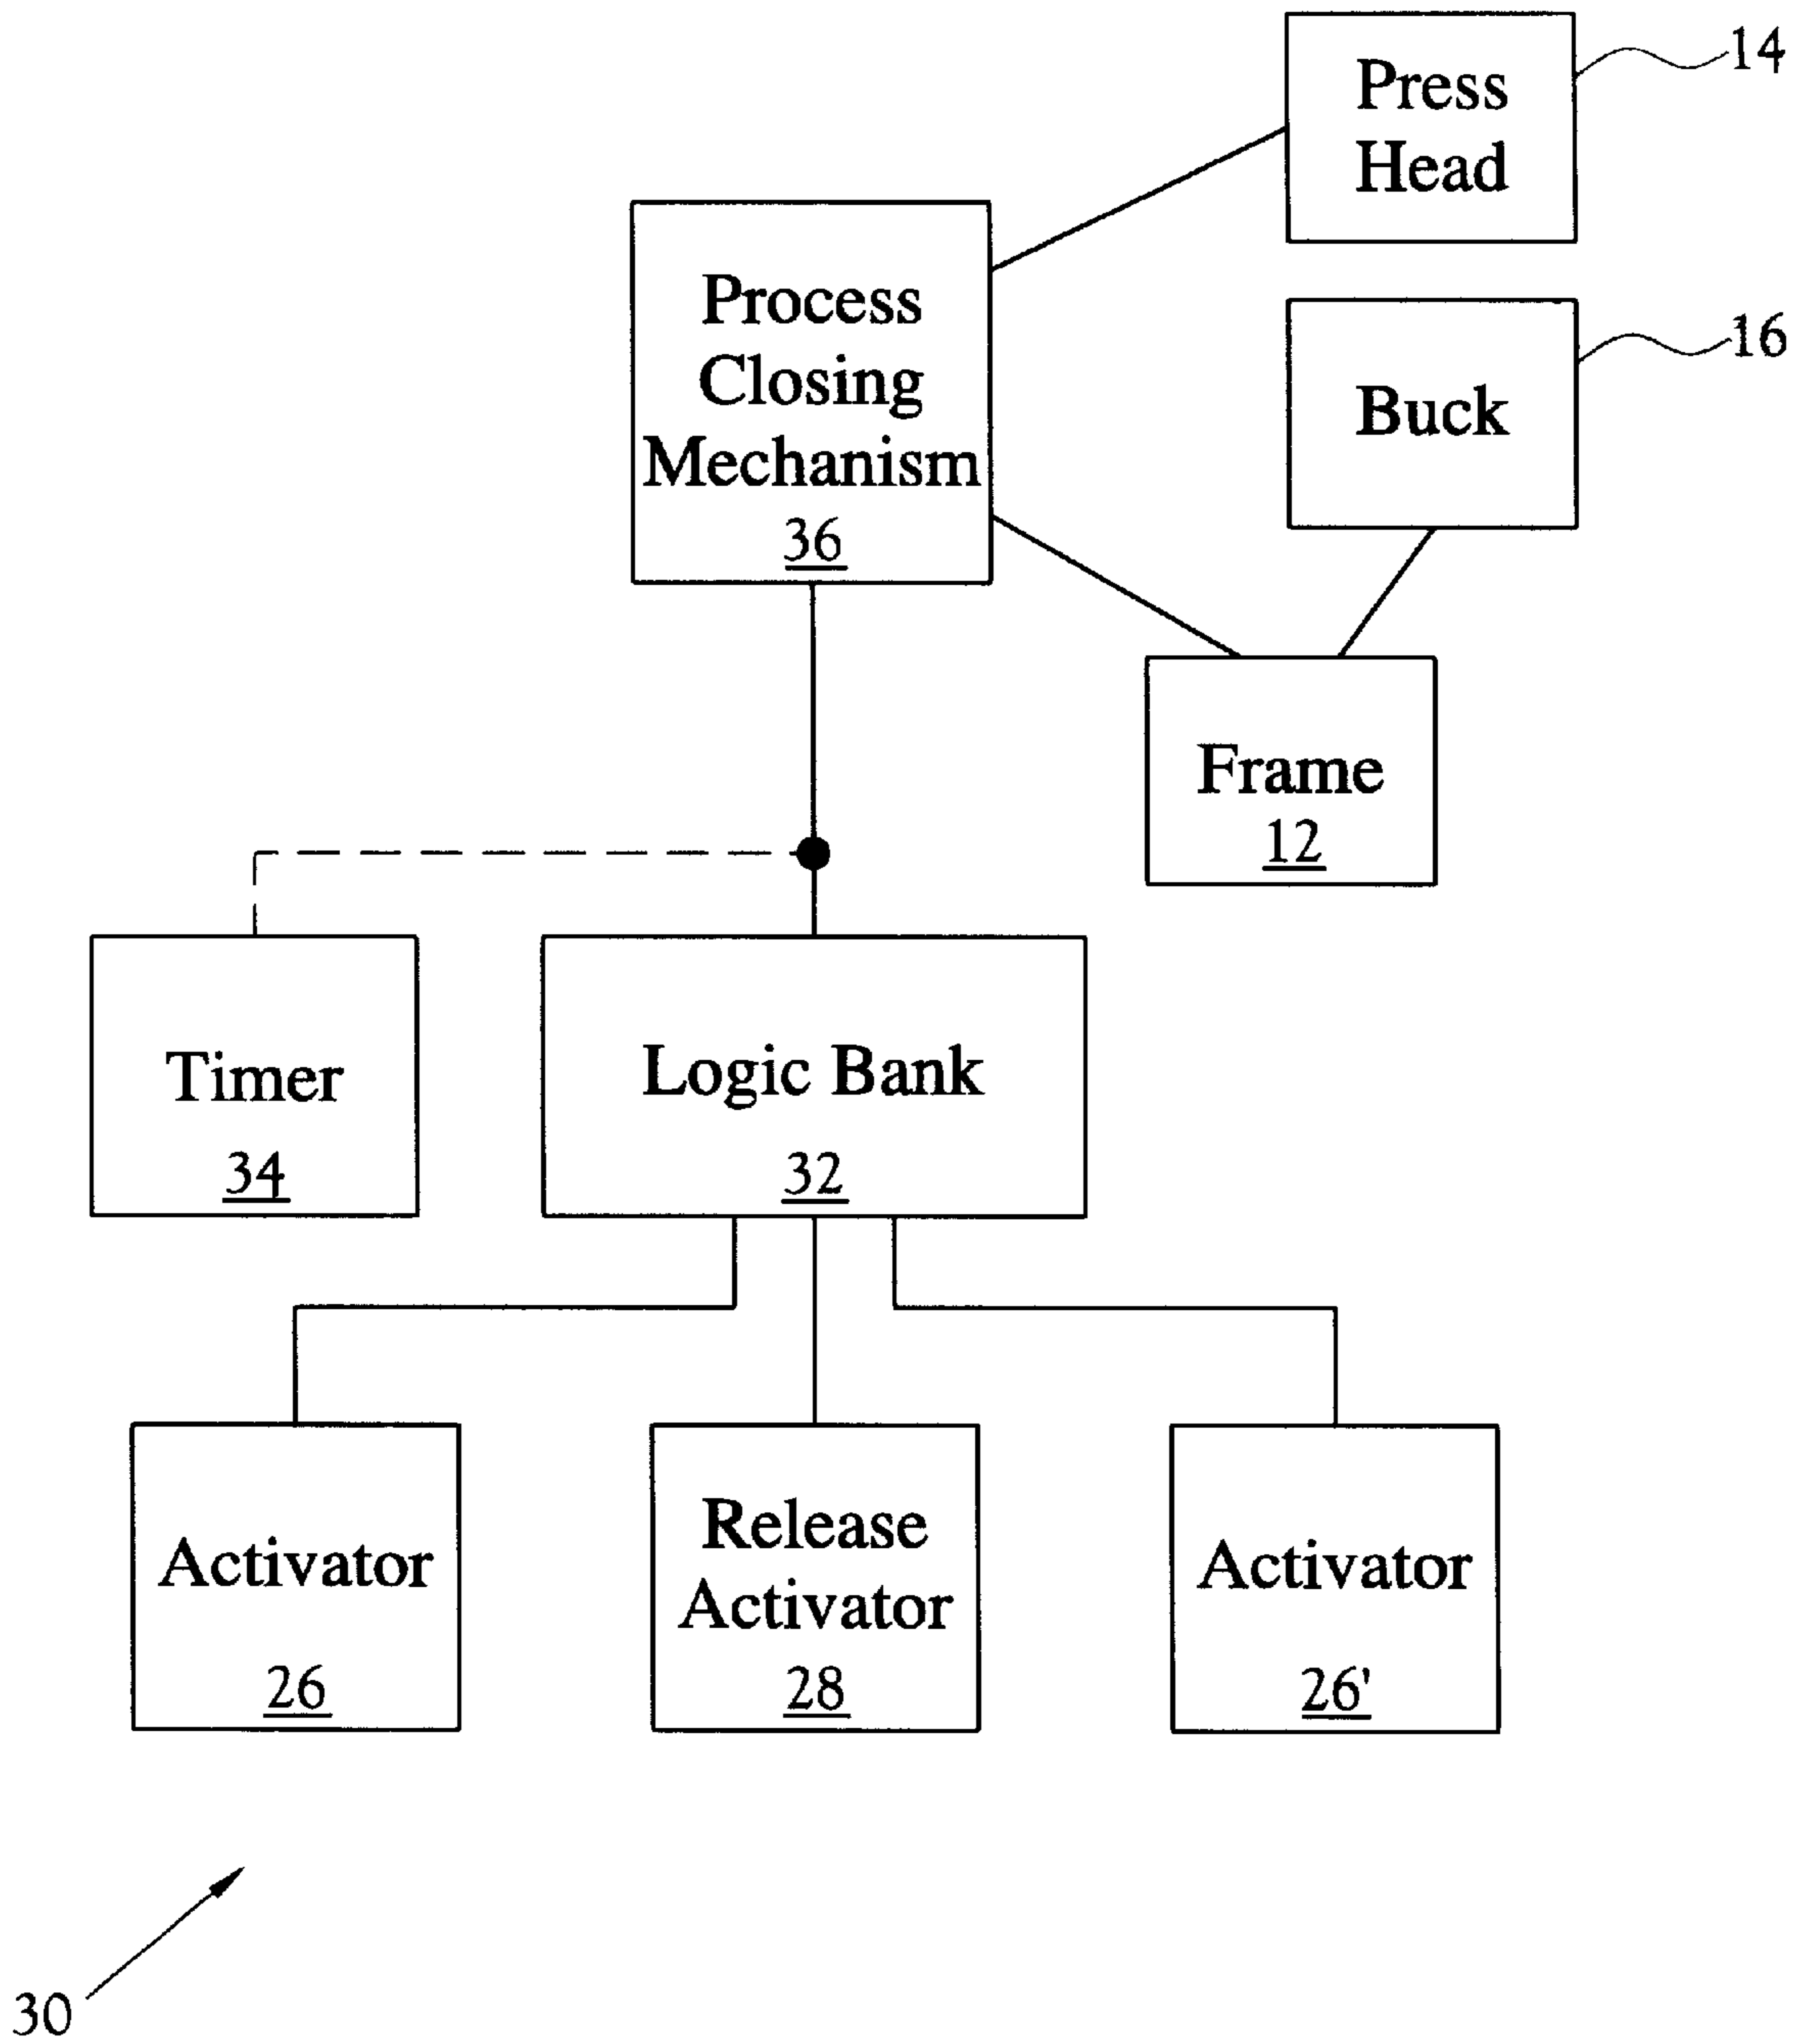 Press
Head
14
Process
Closing
Mechanism
36
Buck
16
Frame
12
Timer
34
Logic Bank
32
Activator
26
Release
Activator
28
Activator
26'
30